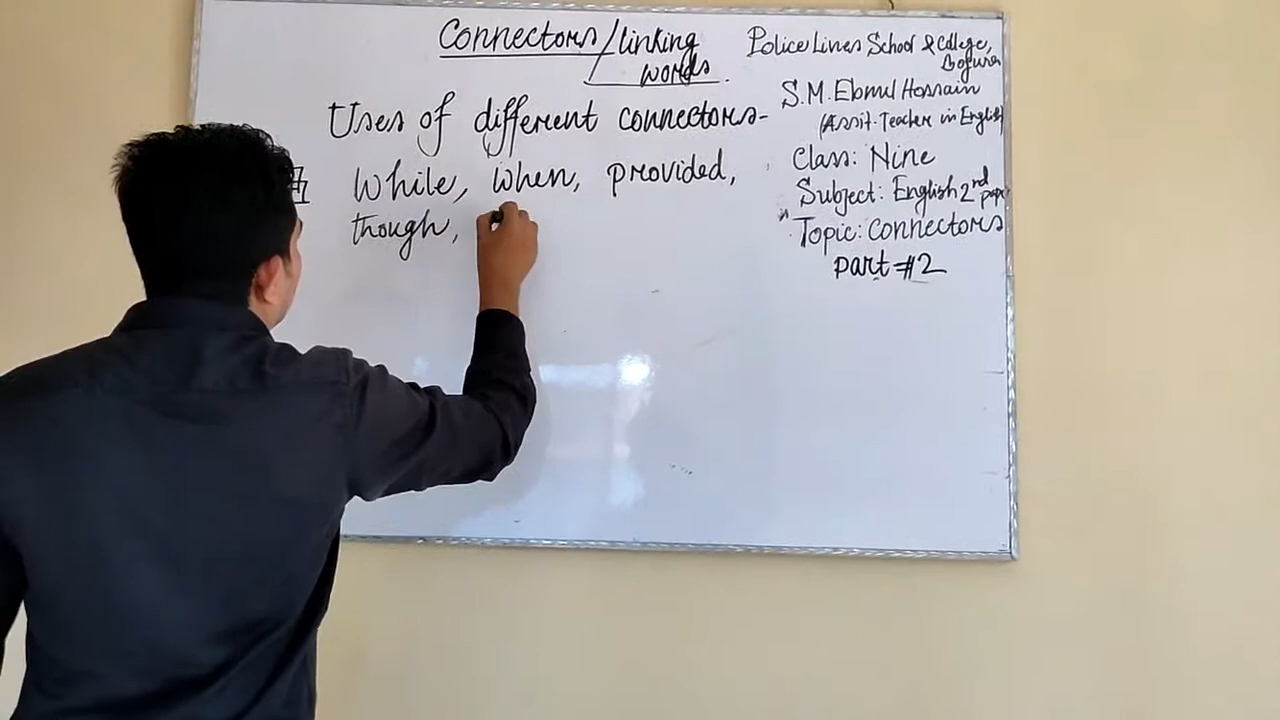 Connectors/linking
words.
Uses of different connectors-
While, when, provided,
though,
Police Lines School & College,
Bogura
S.M. Ebnul Hossain
(Assit. Teacher in English)
Class: Nine
Subject: English 2nd paper
Topic: Connectors
part #2